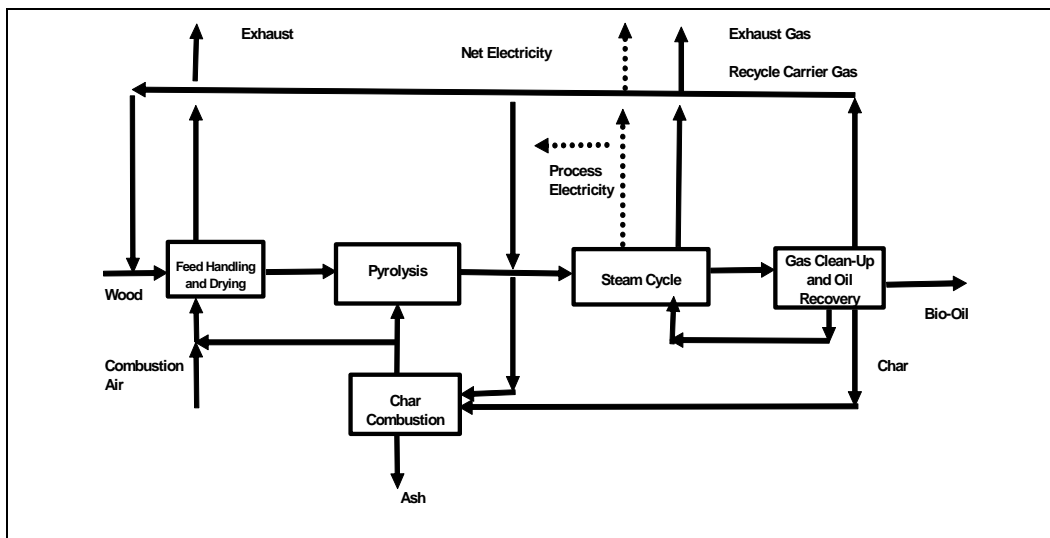 Exhaust
Net Electricity
Exhaust Gas
Recycle Carrier Gas
Process
Electricity
Feed Handling
and Drying
Pyrolysis
Steam Cycle
Gas Clean-Up
and Oil
Recovery
Wood
Bio-Oil
Combustion
Air
Char
Char
Combustion
Ash